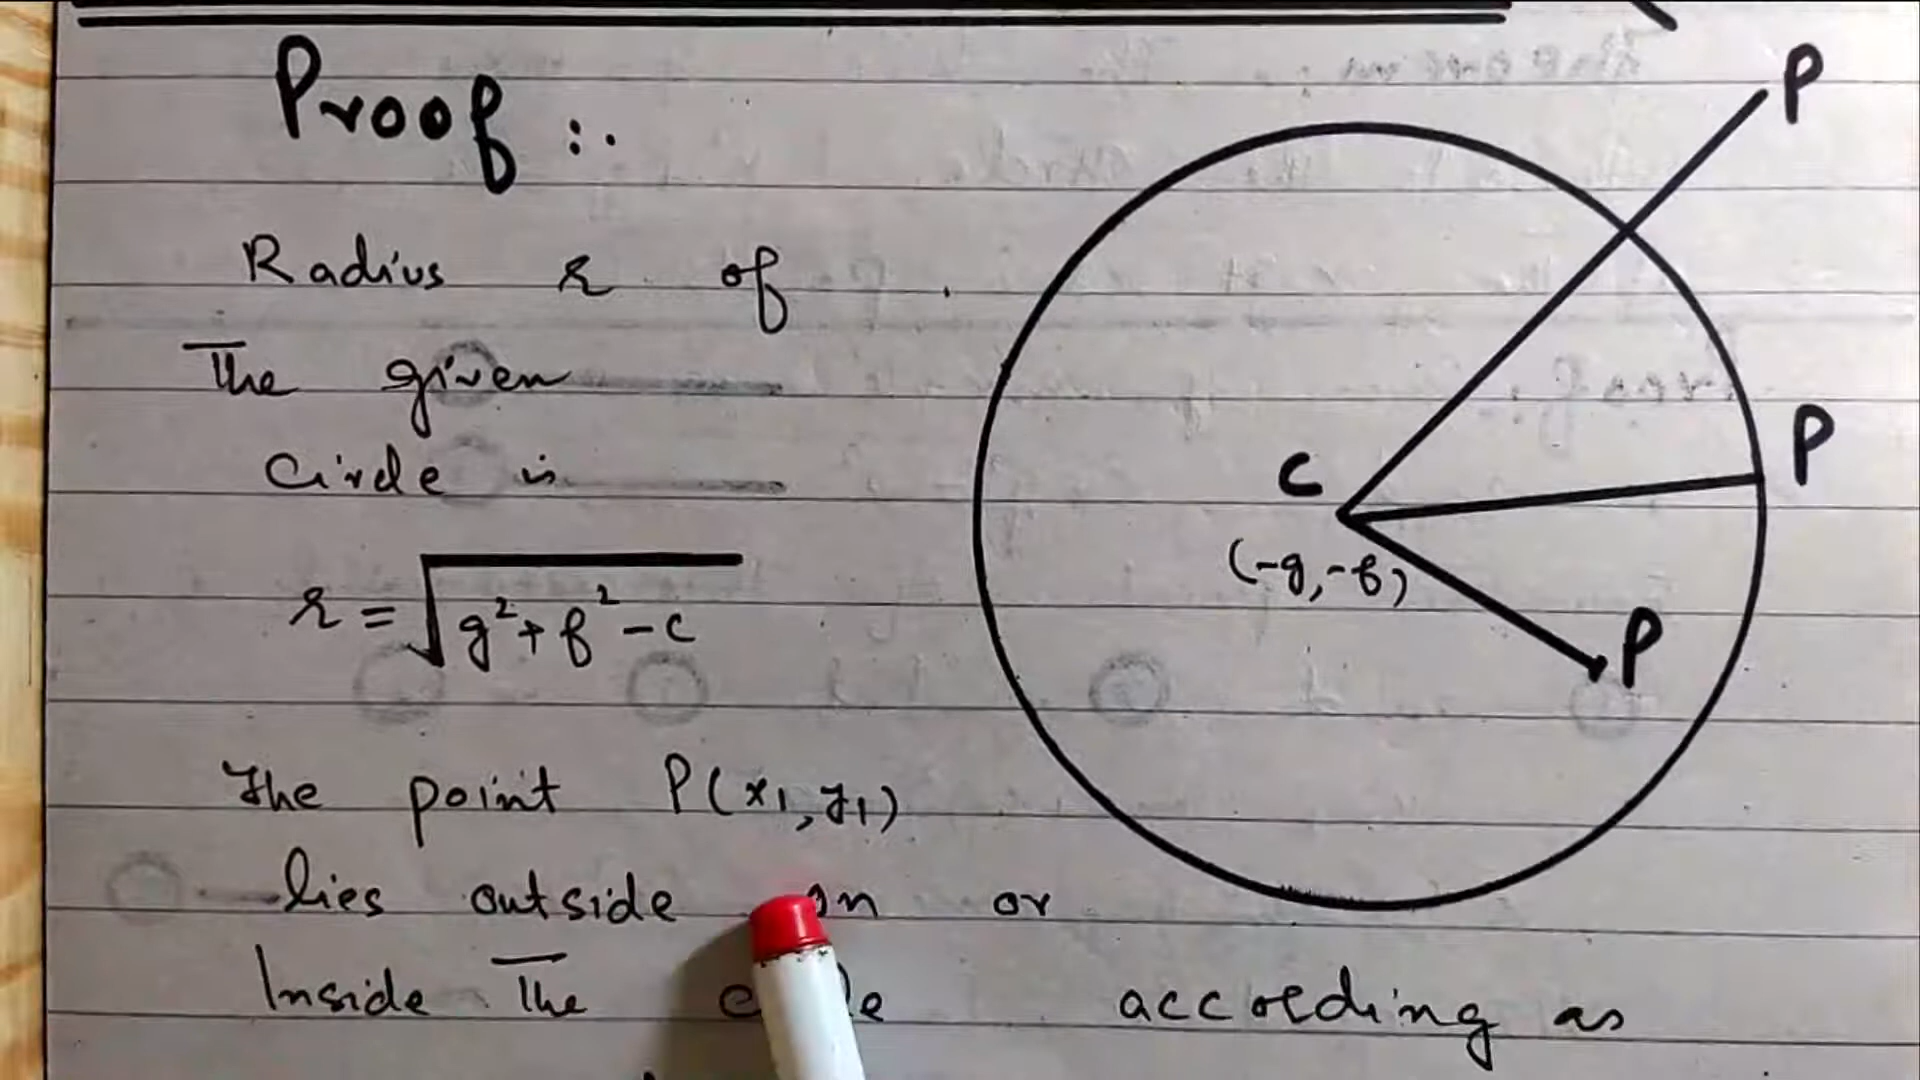 Proof :.
Radius r of
The given
Circle is
r = √g²+f²-c
The point P(x₁,y₁)
lies outside on or
Inside The according as
P
P
C
(-g,-f)
P